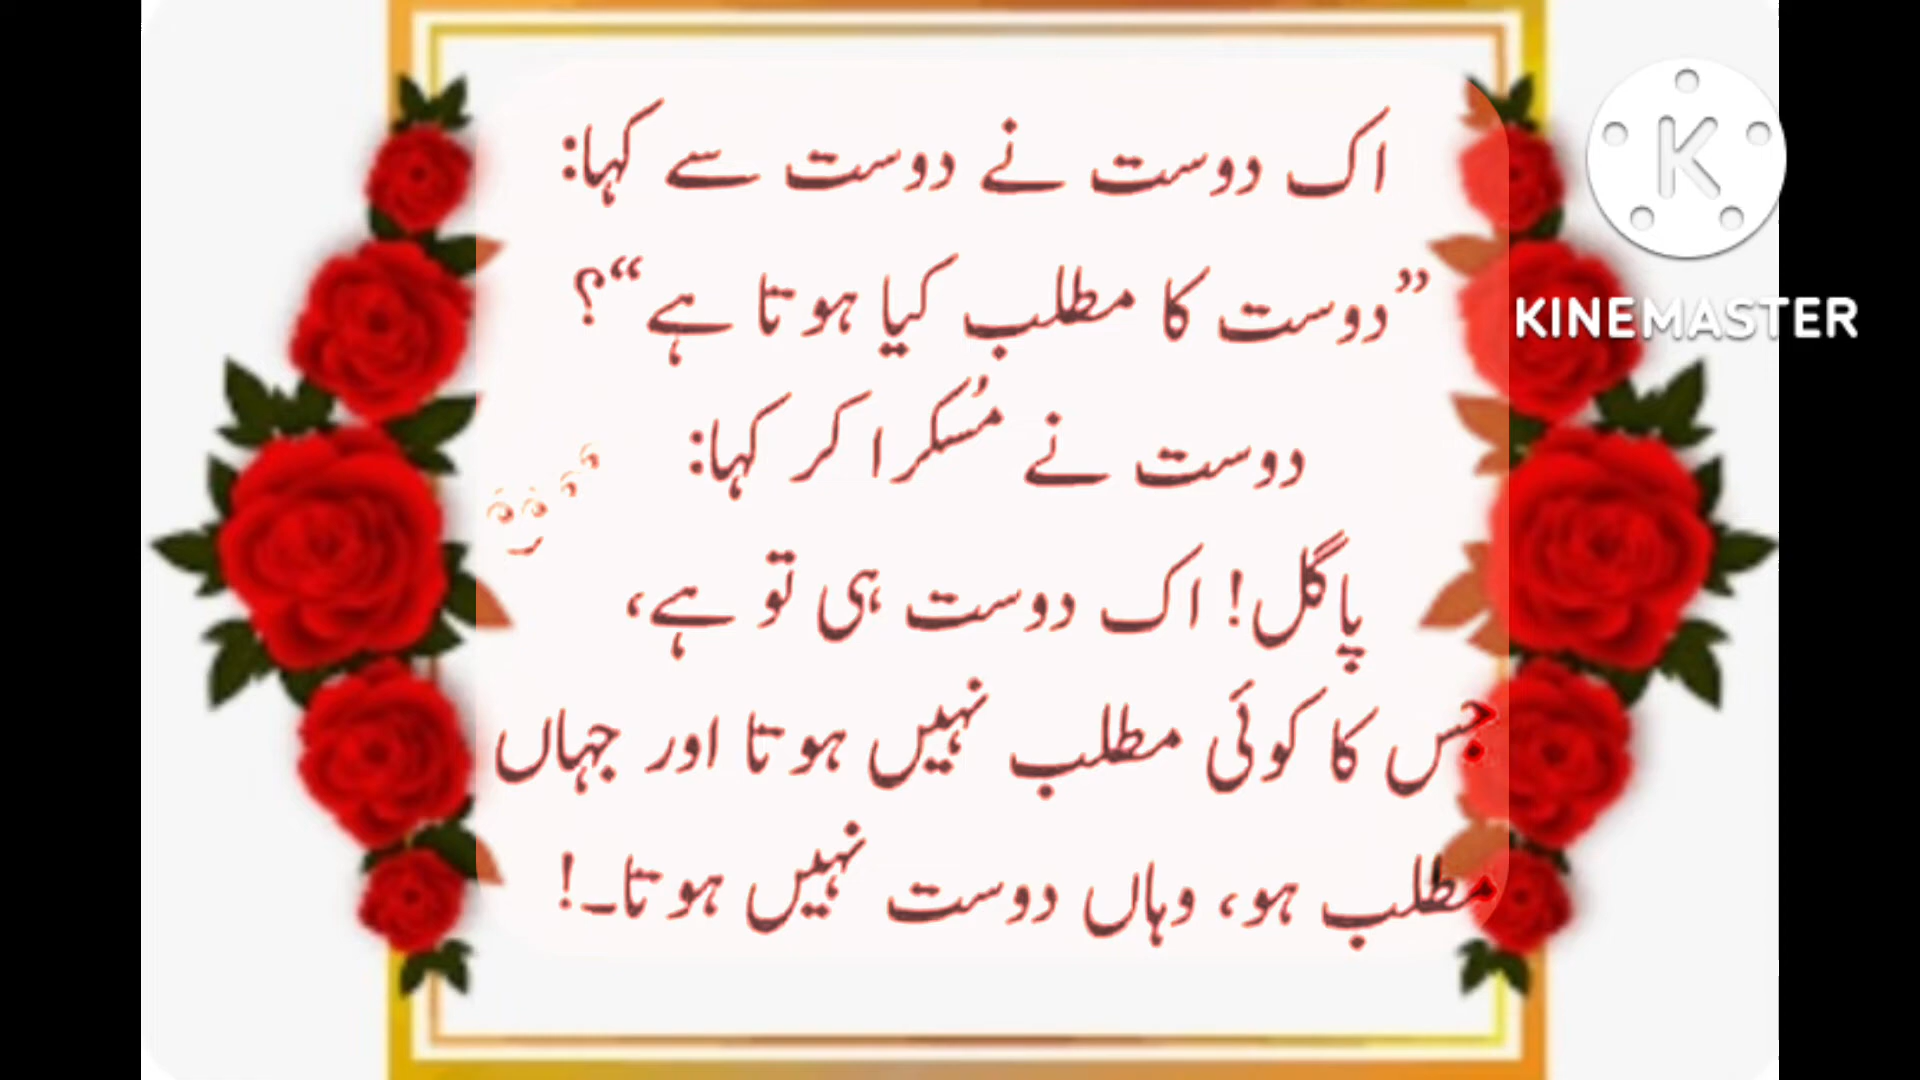 اک دوست نے دوست سے کہا:
”دوست کا مطلب کیا ہوتا ہے“؟
دوست نے مُسکرا کر کہا:
پاگل! اک دوست ہی تو ہے،
جس کا کوئی مطلب نہیں ہوتا اور جہاں
مطلب ہو، وہاں دوست نہیں ہوتا۔!
KINEMASTER